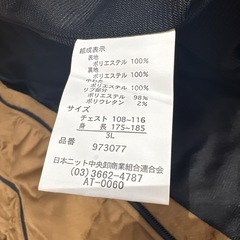 組成表示
表地
ポリエステル 100%
裏地
ポリエステル 100%
中わた
ポリエステル 100%
リブ部分
ポリエステル 98%
ポリウレタン 2%
サイズ
チェスト 108-116
身 長 175-185
3L
品番
973077
日本ニット中央卸商業組合連合会
(03)3662-4787
AT-0060